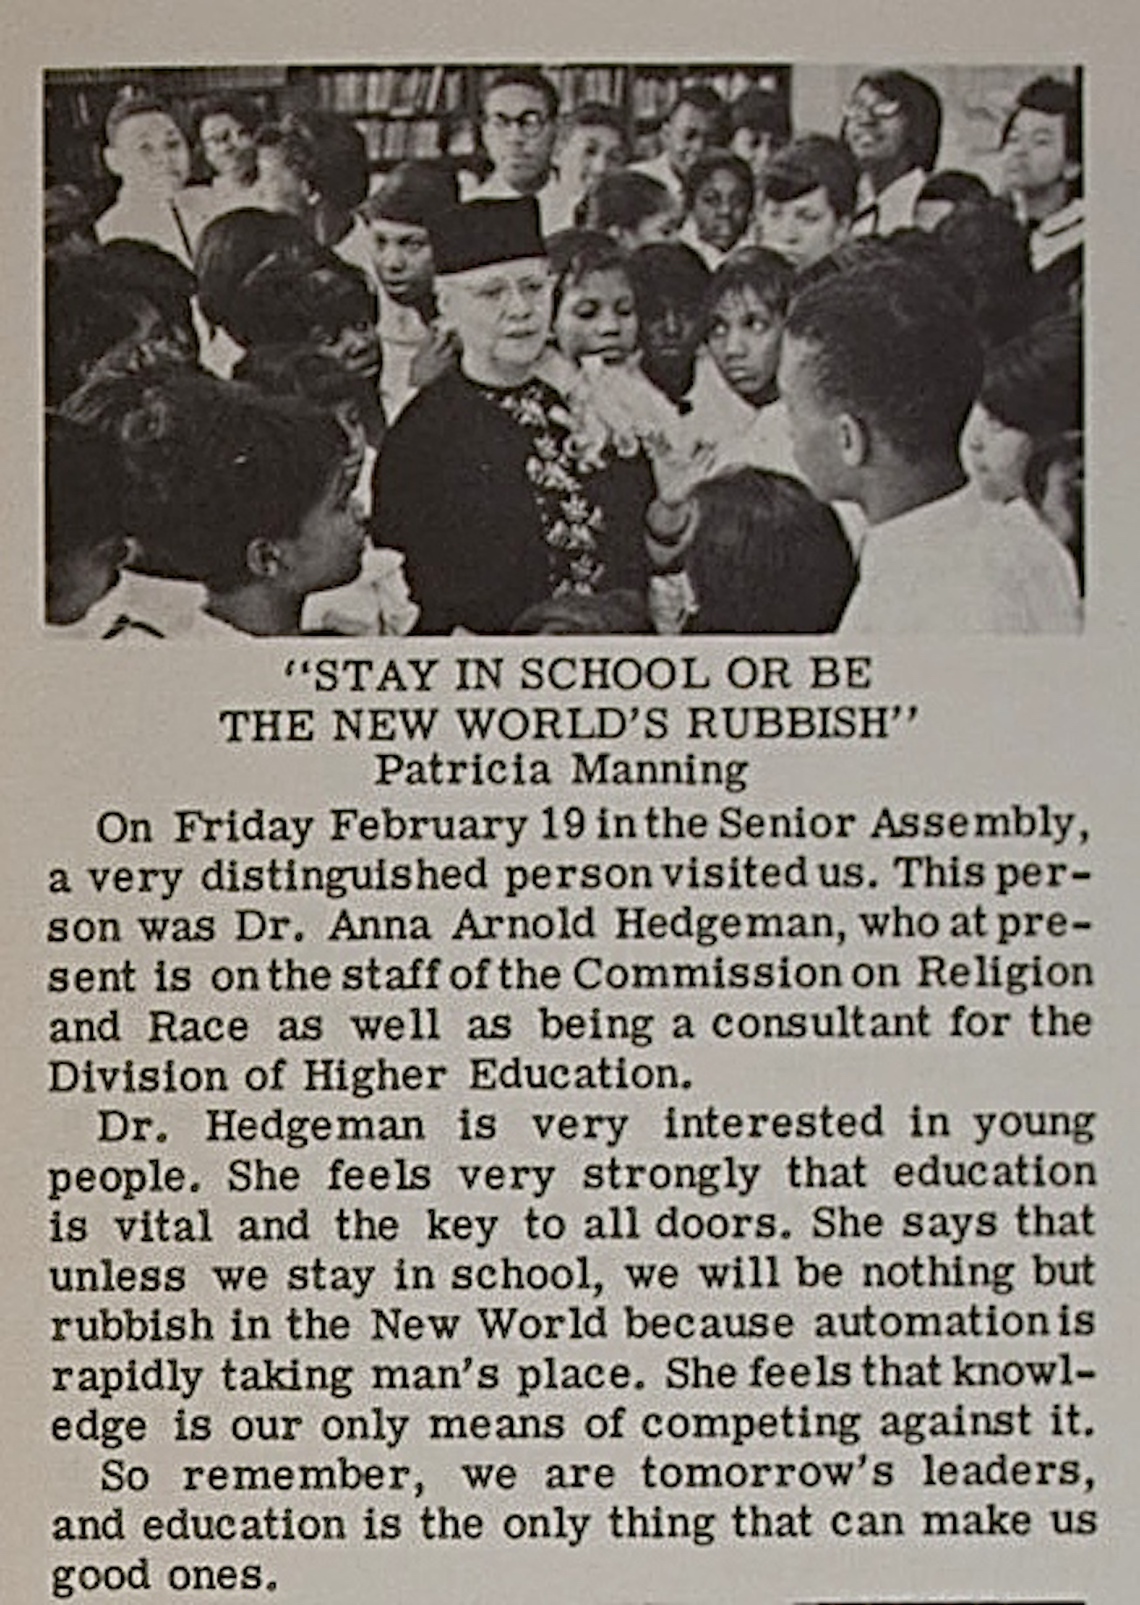 “STAY IN SCHOOL OR BE
THE NEW WORLD’S RUBBISH”
Patricia Manning
On Friday February 19 in the Senior Assembly,
a very distinguished person visited us. This per-
son was Dr. Anna Arnold Hedgeman, who at pre-
sent is on the staff of the Commission on Religion
and Race as well as being a consultant for the
Division of Higher Education.
Dr. Hedgeman is very interested in young
people. She feels very strongly that education
is vital and the key to all doors. She says that
unless we stay in school, we will be nothing but
rubbish in the New World because automation is
rapidly taking man’s place. She feels that knowl-
edge is our only means of competing against it.
So remember, we are tomorrow’s leaders,
and education is the only thing that can make us
good ones.